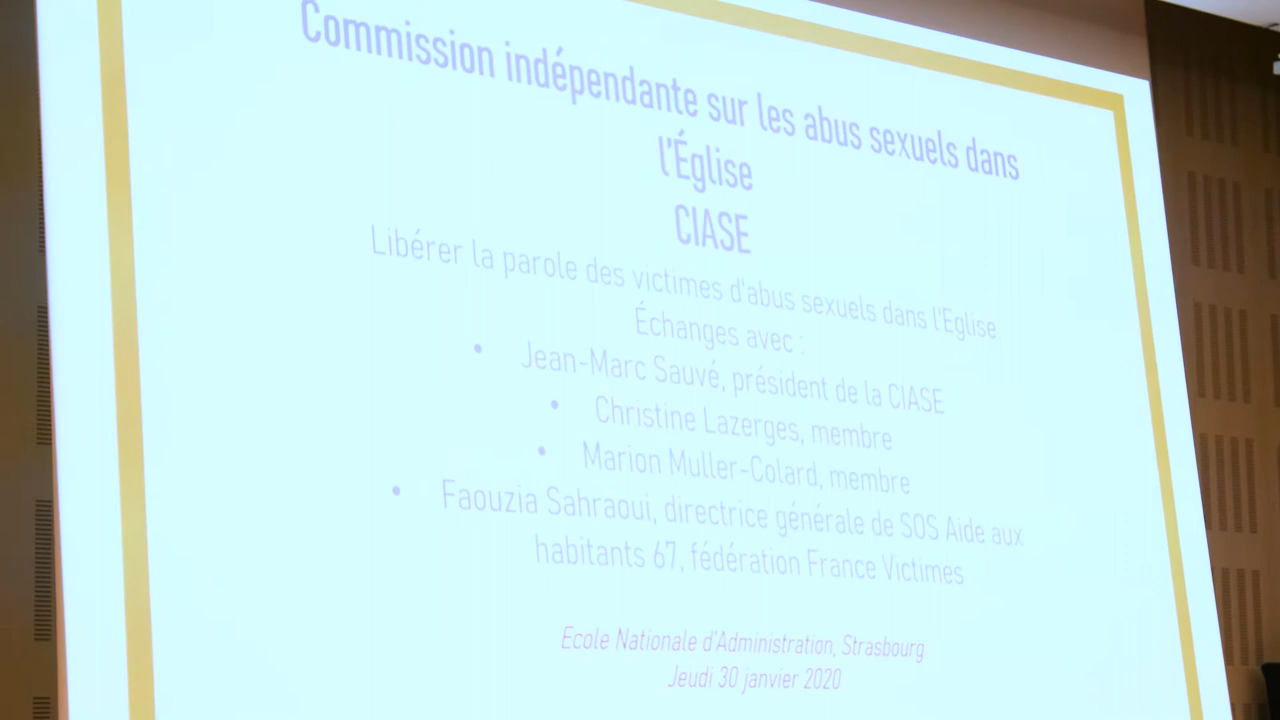 Commission indépendante sur les abus sexuels dans
l'Église
CIASE
Libérer la parole des victimes d'abus sexuels dans l'Eglise
Échanges avec :
• Jean-Marc Sauvé, président de la CIASE
• Christine Lazerges, membre
• Marion Muller-Colard, membre
• Faouzia Sahraoui, directrice générale de SOS Aide aux
habitants 67, fédération France Victimes
Ecole Nationale d'Administration, Strasbourg
Jeudi 30 janvier 2020